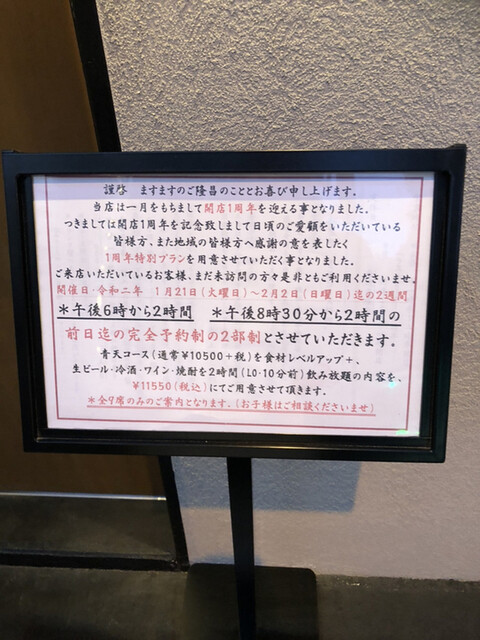 謹啓　ますますのご隆昌のこととお喜び申し上げます。
当店は一月をもちまして開店1周年を迎える事となりました。
つきましては開店1周年を記念致しまして日頃のご愛顧をいただいている
皆様方、また地域の皆様方へ感謝の意を表したく
1周年特別プランを用意させていただく事となりました。
ご来店いただいているお客様、まだ未訪問の方々是非ともご利用くださいませ。
開催日・令和二年　1月21日(火曜日)～2月2日(日曜日)迄の2週間
＊午後6時から2時間　＊午後8時30分から2時間の
前日迄の完全予約制の2部制とさせていただきます。
青天コース(通常¥10500+税)を食材レベルアップ+、
生ビール・冷酒・ワイン・焼酎を2時間(LO・10分前)飲み放題の内容を、
¥11550(税込)にてご用意させて頂きます。
＊全9席のみのご案内となります。(お子様はご相談くださいませ)